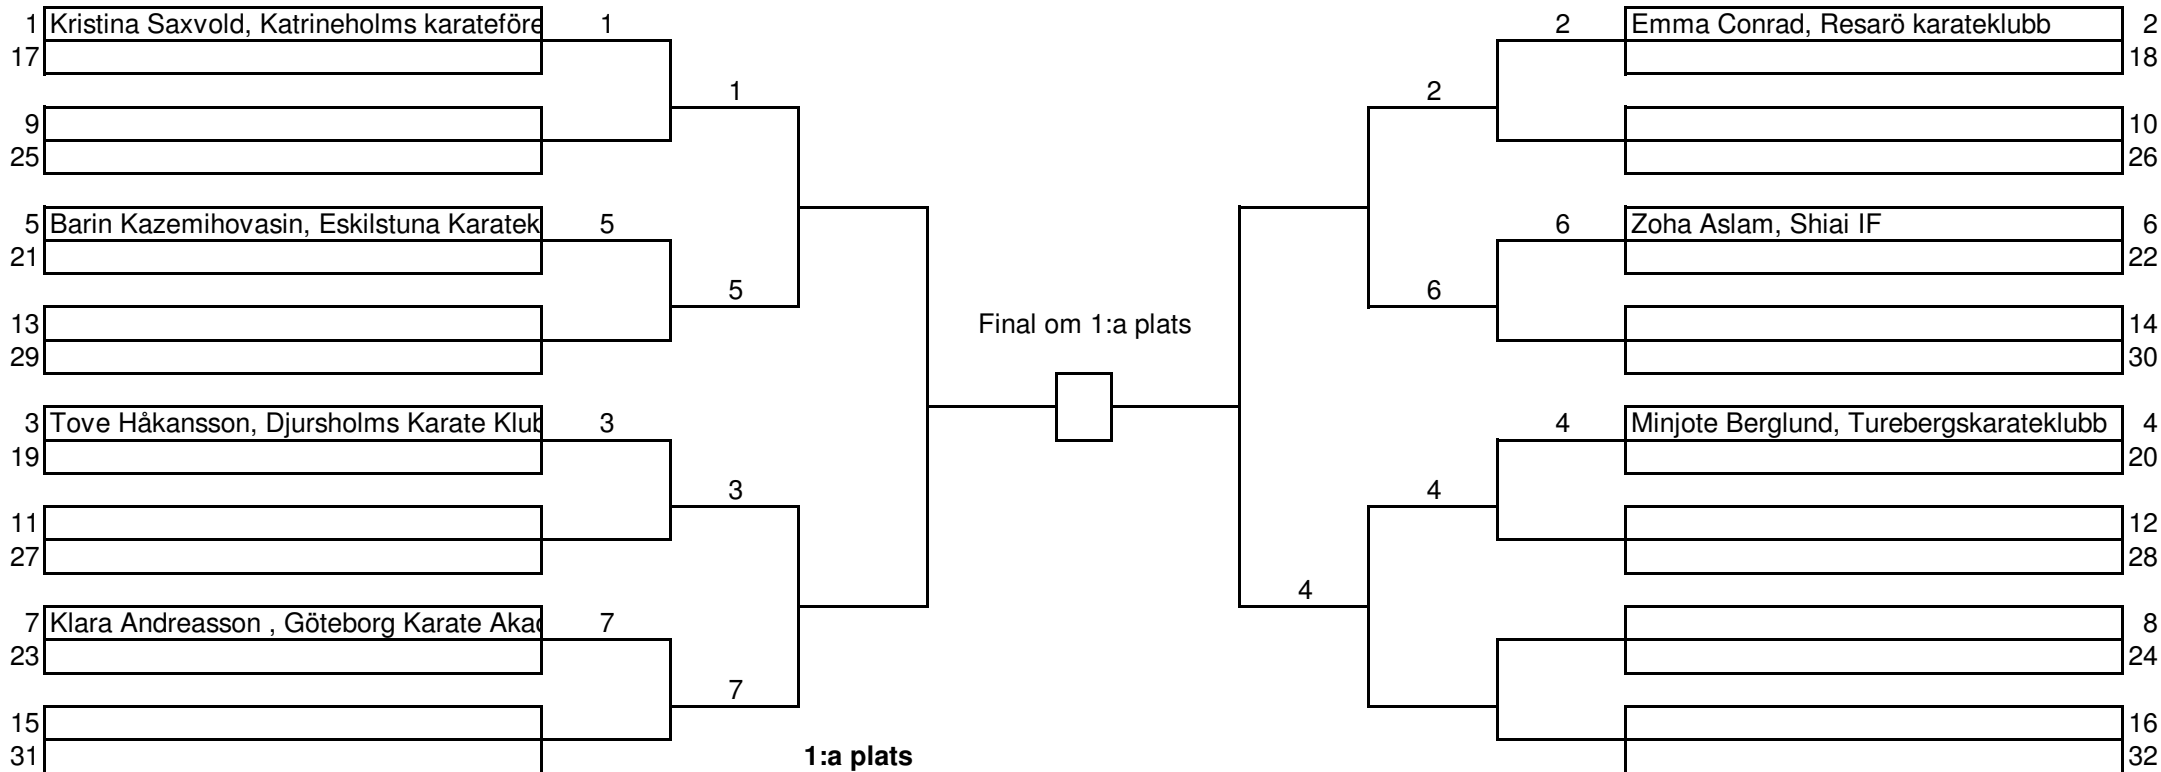 1 Kristina Saxvold, Katrineholms karateföre 1 2 Emma Conrad, Resarö karateklubb 2
17 18
1 2
9 10
25 26
5 Barin Kazemihovasin, Eskilstuna Karatek 5 6 Zoha Aslam, Shiai IF 6
21 22
5 6
13 Final om 1:a plats 14
29 30
3 Tove Håkansson, Djursholms Karate Klub 3 4 Minjote Berglund, Turebergskarateklubb 4
19 20
3 4
11 12
27 28
4
7 Klara Andreasson , Göteborg Karate Akad 7 8
23 24
7
15 16
31 1:a plats 32